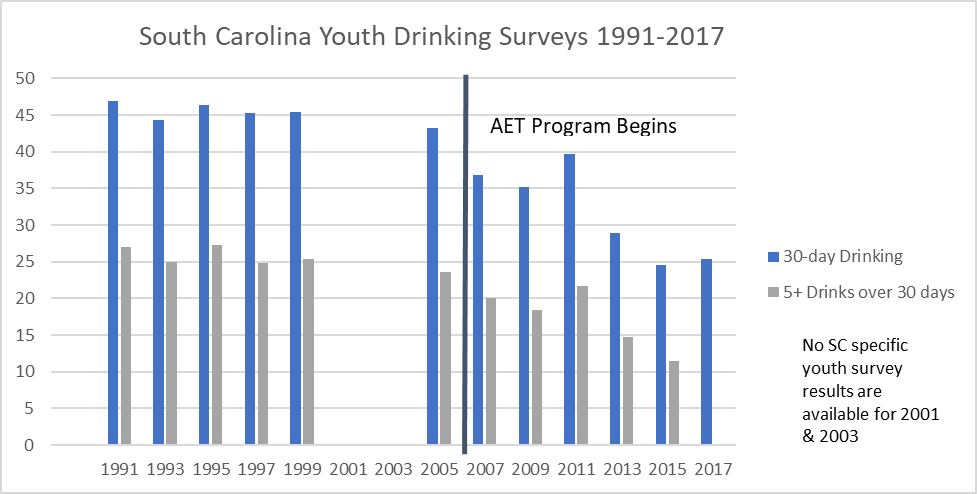 South Carolina Youth Drinking Surveys 1991-2017
50
45
40
35
30
25
20
15
10
5
0
AET Program Begins
1991 1993 1995 1997 1999 2001 2003 2005 2007 2009 2011 2013 2015 2017
30-day Drinking
5+ Drinks over 30 days
No SC specific
youth survey
results are
available for 2001
& 2003